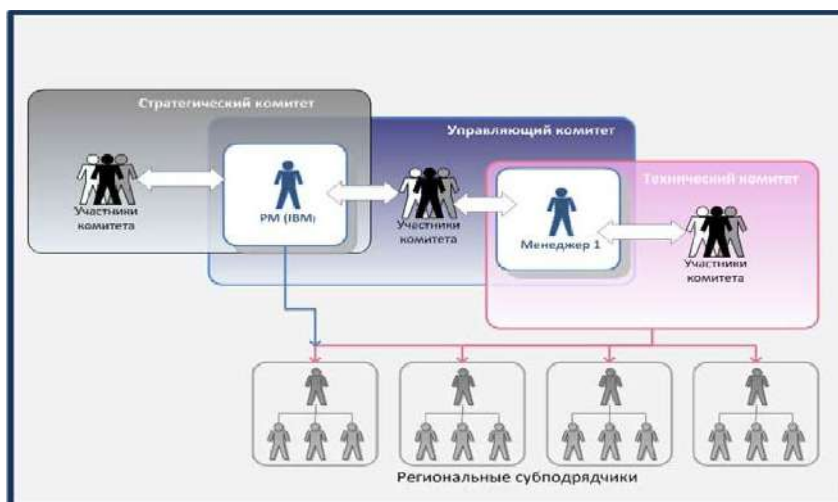 Стратегический комитет
Управляющий комитет
Технический комитет
Участники
комитета
PM (IBM)
Участники
комитета
Менеджер 1
Участники
комитета
Региональные субподрядчики